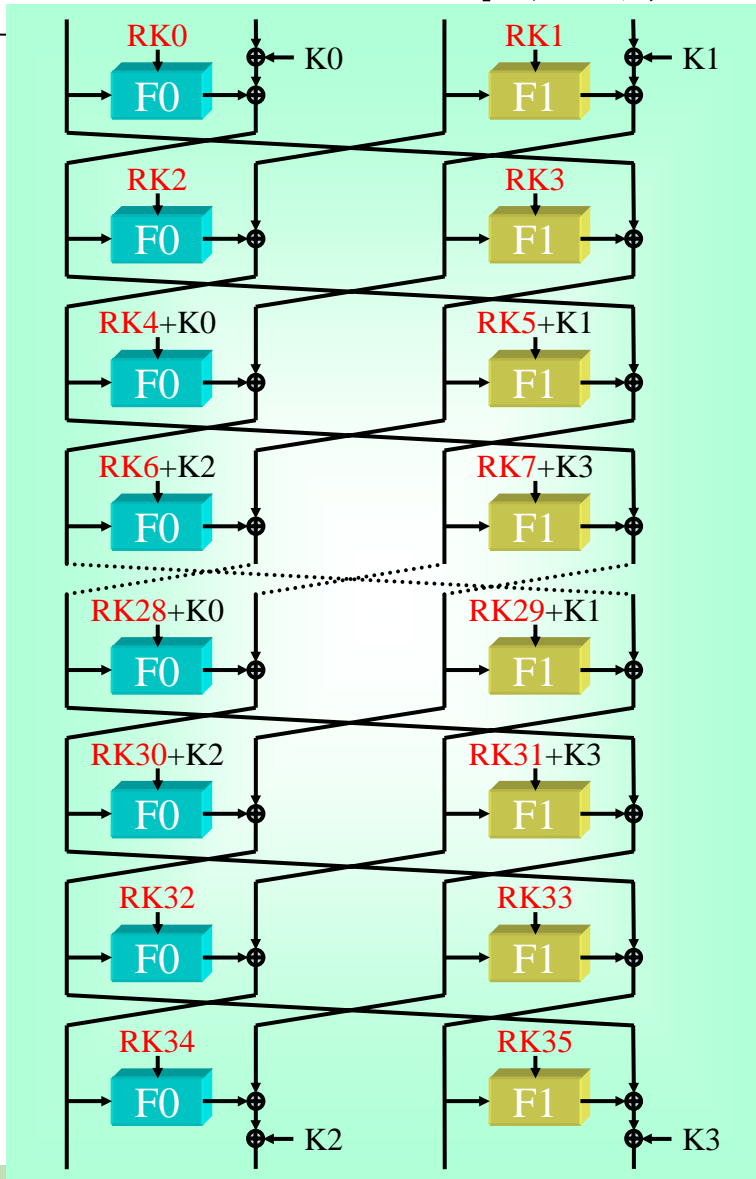 RK0 K0 RK1 K1
F0 F1
RK2 RK3
F0 F1
RK4+K0 RK5+K1
F0 F1
RK6+K2 RK7+K3
F0 F1
RK28+K0 RK29+K1
F0 F1
RK30+K2 RK31+K3
F0 F1
RK32 RK33
F0 F1
RK34 RK35
F0 F1
K2 K3